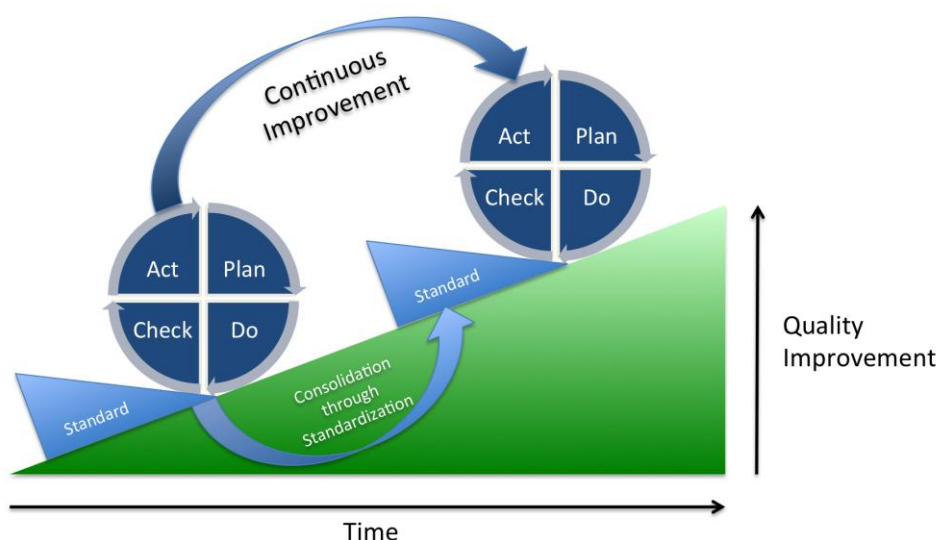 Continuous
Improvement
Act
Plan
Check
Do
Standard
Act
Plan
Check
Do
Standard
Consolidation
through
Standardization
Quality
Improvement
Time